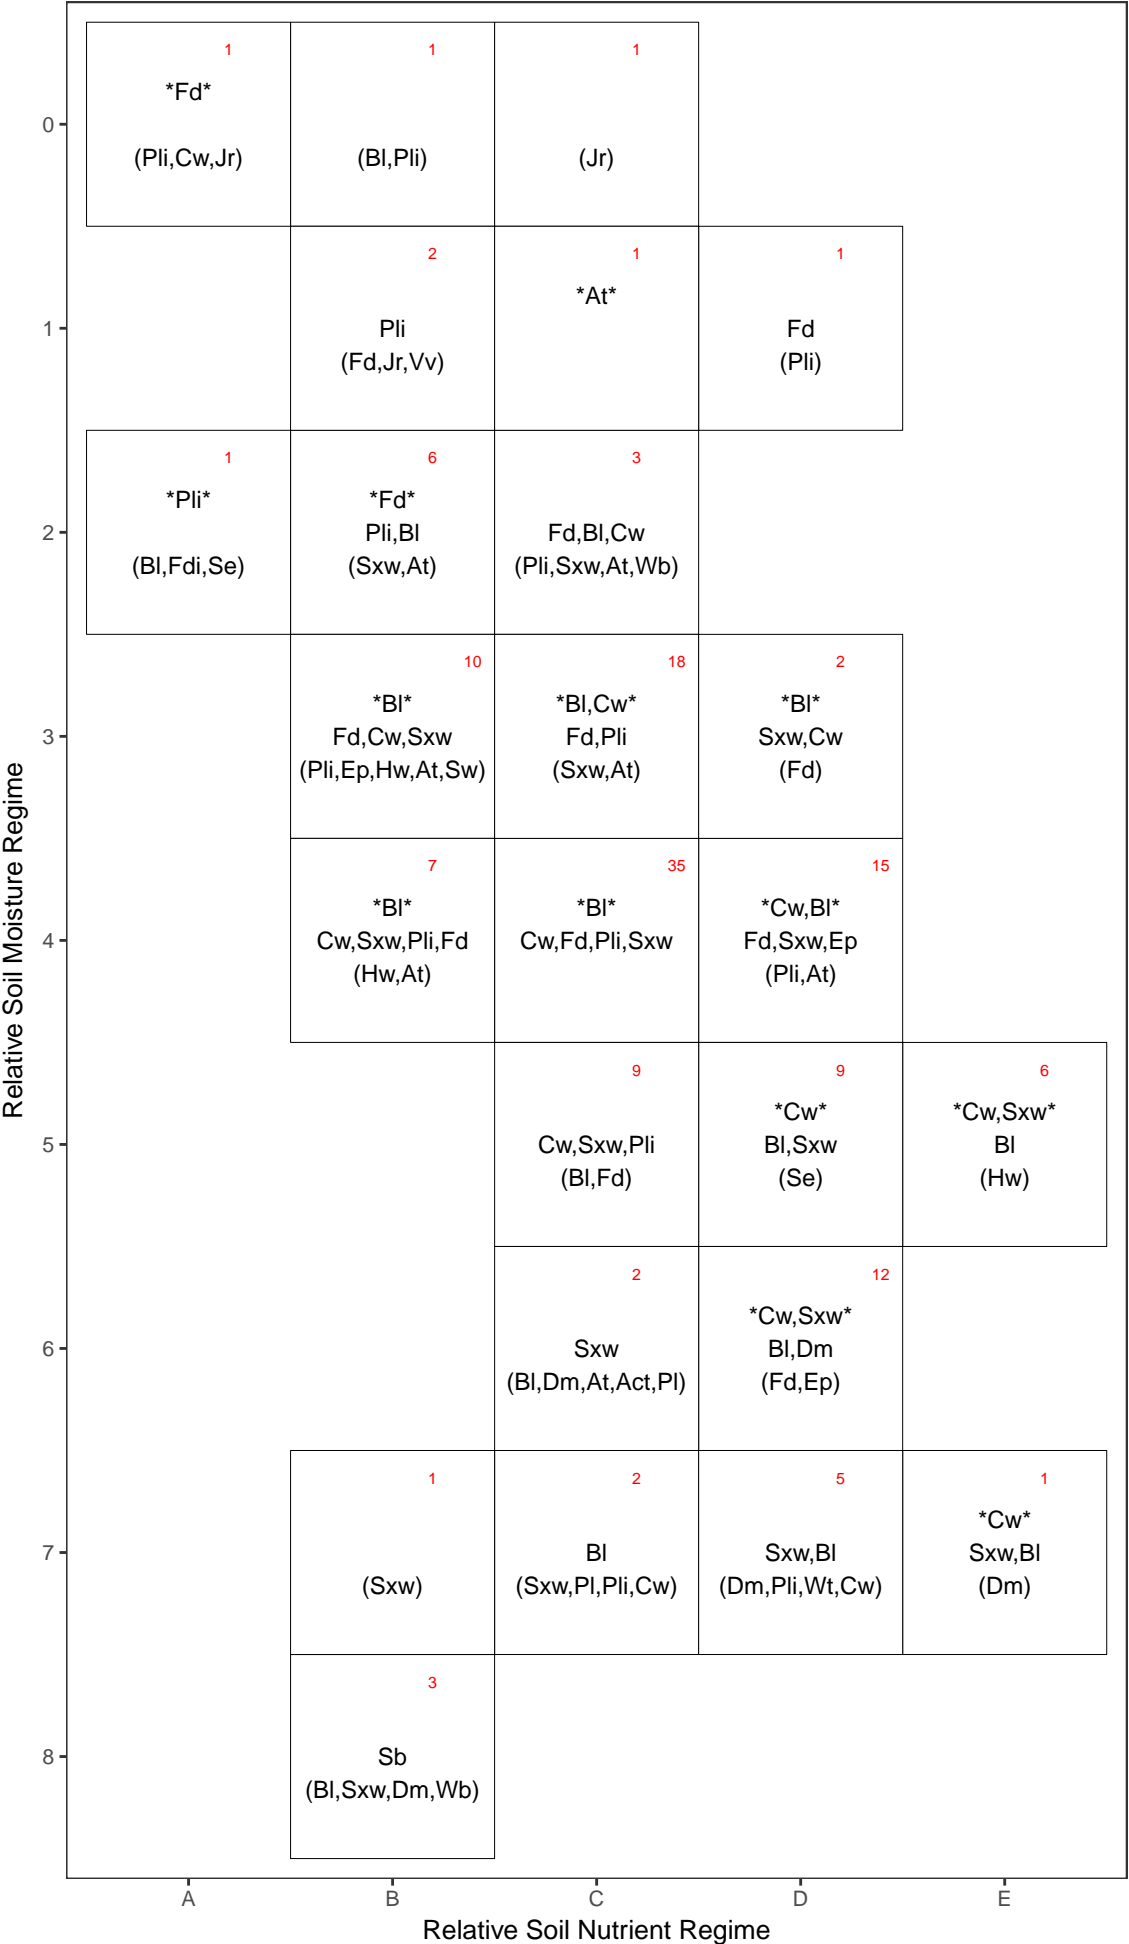 1 1 1
*Fd*
0
(Pli,Cw,Jr) (Bl,Pli) (Jr)
2 1 1
*At*
1 Pli Fd
(Fd,Jr,Vv) (Pli)
1 6 3
*Pli* *Fd*
2 Pli,Bl Fd,Bl,Cw
(Bl,Fdi,Se) (Sxw,At) (Pli,Sxw,At,Wb)
10 18 2
*Bl* *Bl,Cw* *Bl*
3 Fd,Cw,Sxw Fd,Pli Sxw,Cw
(Pli,Ep,Hw,At,Sw) (Sxw,At) (Fd)
Relative Soil Moisture Regime
7 35 15
*Bl* *Bl* *Cw,Bl*
4 Cw,Sxw,Pli,Fd Cw,Fd,Pli,Sxw Fd,Sxw,Ep
(Hw,At) (Pli,At)
9 9 6
*Cw* *Cw,Sxw*
5 Cw,Sxw,Pli Bl,Sxw Bl
(Bl,Fd) (Se) (Hw)
2 12
*Cw,Sxw*
6 Sxw Bl,Dm
(Bl,Dm,At,Act,Pl) (Fd,Ep)
1 2 5 1
*Cw*
7 Bl Sxw,Bl Sxw,Bl
(Sxw) (Sxw,Pl,Pli,Cw) (Dm,Pli,Wt,Cw) (Dm)
3
8 Sb
(Bl,Sxw,Dm,Wb)
A B C D E
Relative Soil Nutrient Regime